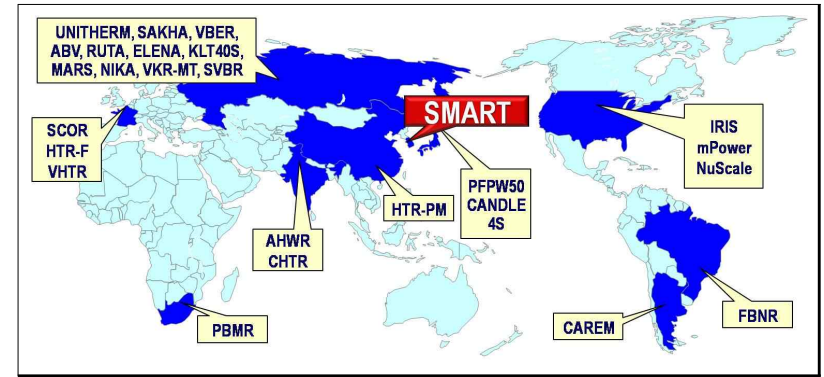 UNITHERM, SAKHA, VBER,
ABV, RUTA, ELENA, KLT40S,
MARS, NIKA, VKR-MT, SVBR
SMART
SCOR
HTR-F
VHTR
IRIS
mPower
NuScale
PFPW50
CANDLE
4S
HTR-PM
AHWR
CHTR
PBMR
CAREM
FBNR